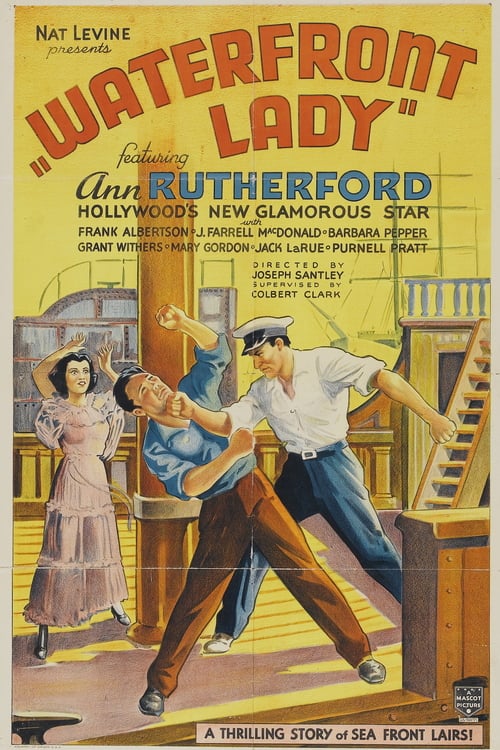 NAT LEVINE
presents
"WATERFRONT
LADY"
featuring
Ann RUTHERFORD
HOLLYWOOD'S NEW GLAMOROUS STAR
with
FRANK ALBERTSON · J. FARRELL MACDONALD · BARBARA PEPPER
GRANT WITHERS · MARY GORDON · JACK LARUE · PURNELL PRATT
DIRECTED BY
JOSEPH SANTLEY
SUPERVISED BY
COLBERT CLARK
A
MASCOT
PICTURE
A THRILLING STORY of SEA FRONT LAIRS!